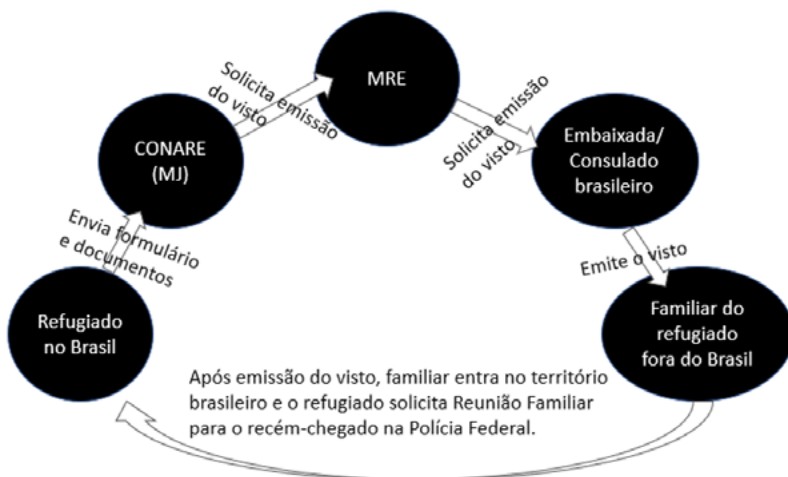 Refugiado
no Brasil
Envia formulário
e documentos
CONARE
(MJ)
Solicita emissão
do visto
MRE
Solicita emissão
do visto
Embaixada/
Consulado
brasileiro
Emite o visto
Familiar do
refugiado
fora do Brasil
Após emissão do visto, familiar entra no território
brasileiro e o refugiado solicita Reunião Familiar
para o recém-chegado na Polícia Federal.